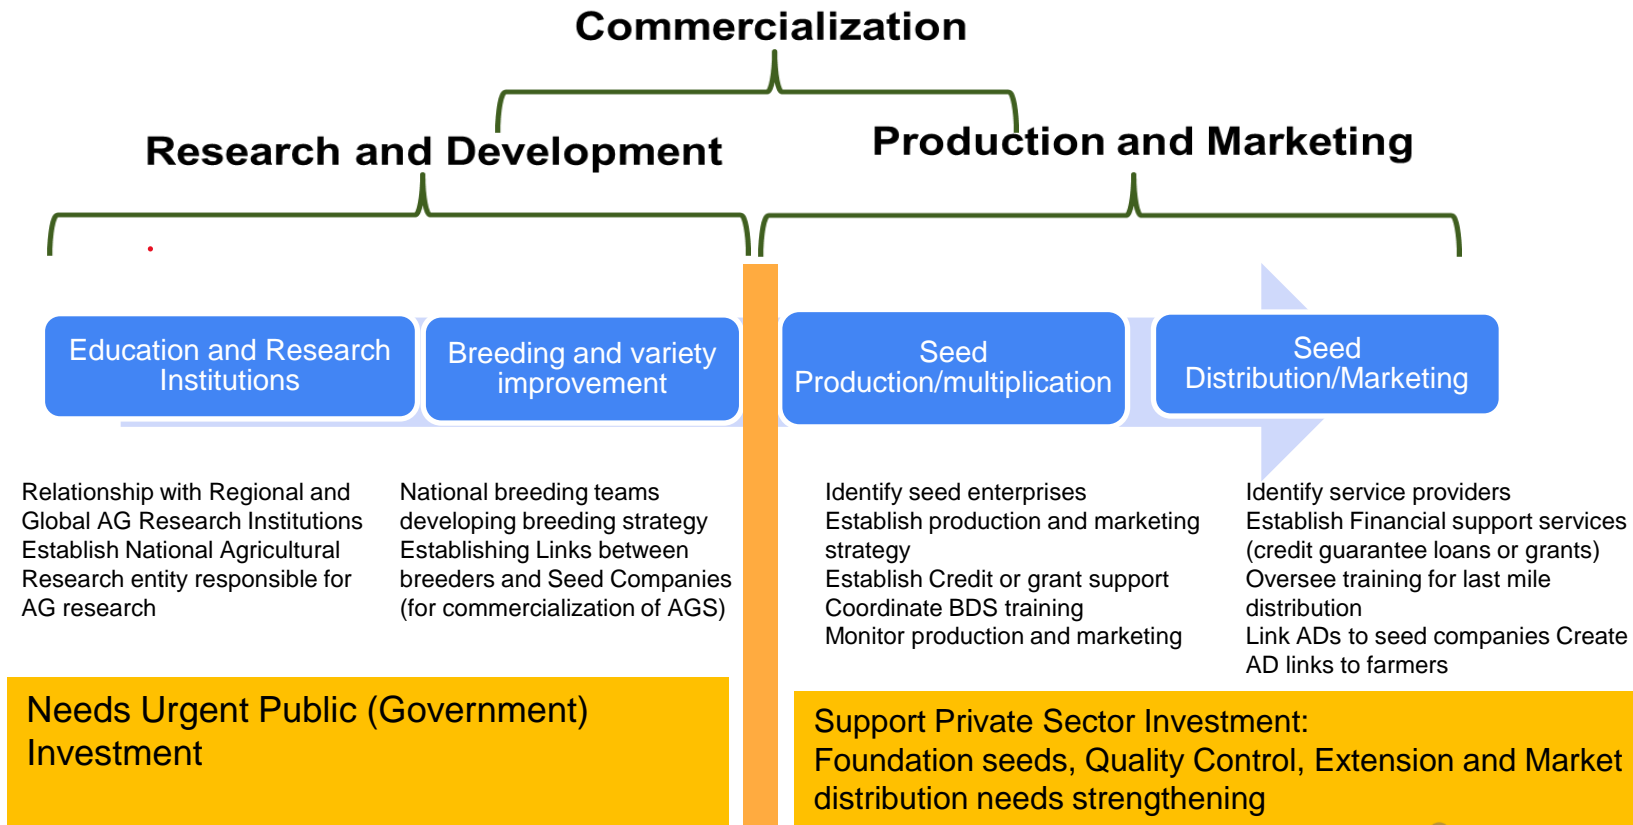 Commercialization
Research and Development
Production and Marketing
Education and Research
Institutions
Breeding and variety
improvement
Seed
Production/multiplication
Seed
Distribution/Marketing
Relationship with Regional and
Global AG Research Institutions
Establish National Agricultural
Research entity responsible for
AG research
National breeding teams
developing breeding strategy
Establishing Links between
breeders and Seed Companies
(for commercialization of AGS)
Identify seed enterprises
Establish production and marketing
strategy
Establish Credit or grant support
Coordinate BDS training
Monitor production and marketing
Identify service providers
Establish Financial support services
(credit guarantee loans or grants)
Oversee training for last mile
distribution
Link ADs to seed companies Create
AD links to farmers
Needs Urgent Public (Government)
Investment
Support Private Sector Investment:
Foundation seeds, Quality Control, Extension and Market
distribution needs strengthening